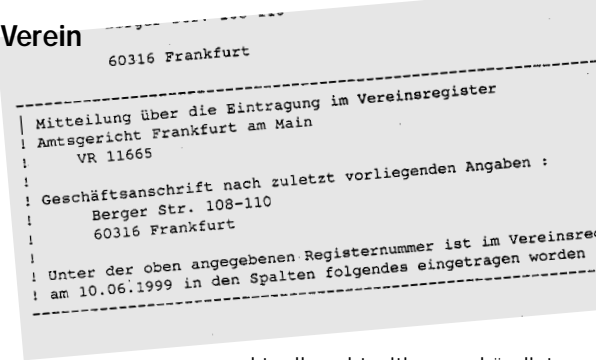 Verein
60316 Frankfurt
Mitteilung über die Eintragung im Vereinsregister
Amtsgericht Frankfurt am Main
VR 11665
Geschäftsanschrift nach zuletzt vorliegenden Angaben :
Berger Str. 108-110
60316 Frankfurt
Unter der oben angegebenen Registernummer ist im
am 10.06.1999 in den Spalten folgendes eingetragen worden